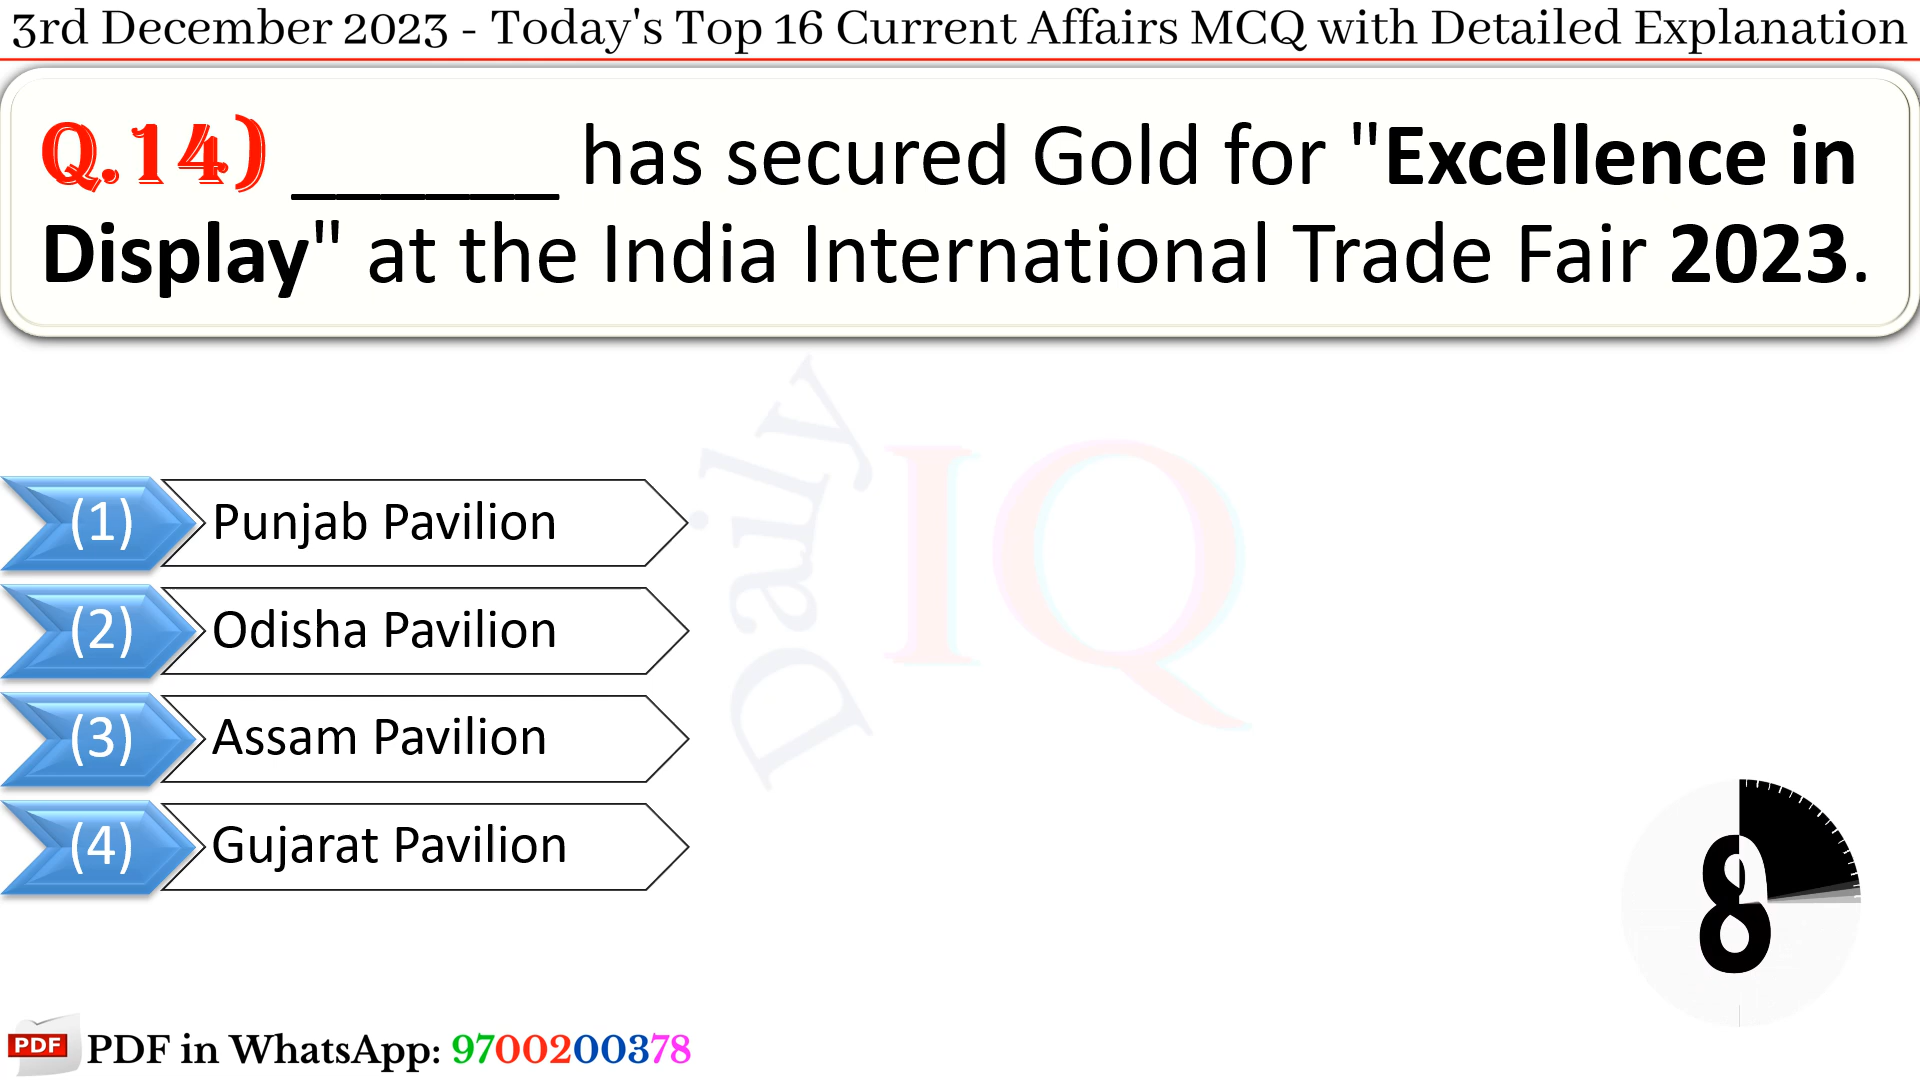 3rd December 2023 - Today's Top 16 Current Affairs MCQ with Detailed Explanation
Q.14) ______ has secured Gold for "Excellence in
Display" at the India International Trade Fair 2023.
Daily
IQ
(1) Punjab Pavilion
(2) Odisha Pavilion
(3) Assam Pavilion
(4) Gujarat Pavilion
8
PDF PDF in WhatsApp: 9700200378